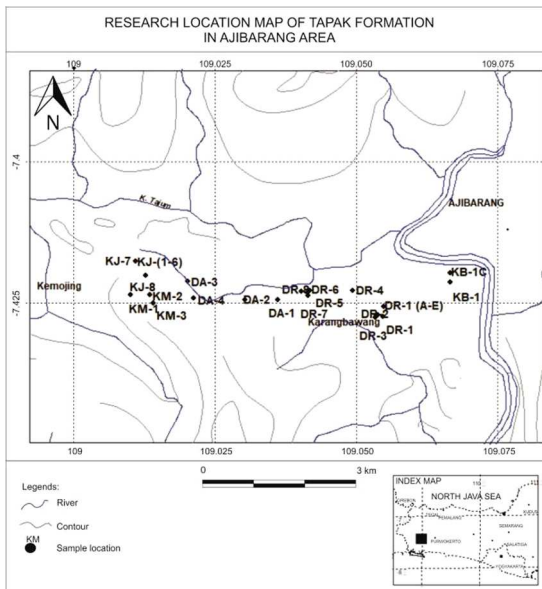 RESEARCH LOCATION MAP OF TAPAK FORMATION
IN AJIBARANG AREA
109 109.025 109.050 109.075
N
-7.4
K. Tajum
AJIBARANG
KJ-7 KJ-(1-6)
KB-1C
Kemojing
DA-3
KJ-8
DR-6
DR-4
KB-1
KM-2
DA-4
DA-2
DR-5
DR-1 (A-E)
-7.425
KM-1
KM-3
DA-1
DR-7
DR-2
Karangbawang
DR-3
DR-1
109 109.025 109.050 109.075
0 3 km
Legends:
River
Contour
KM
Sample location
INDEX MAP
NORTH JAVA SEA
PEMALANG
SEMARANG
PURWOKERTO
SALATIGA